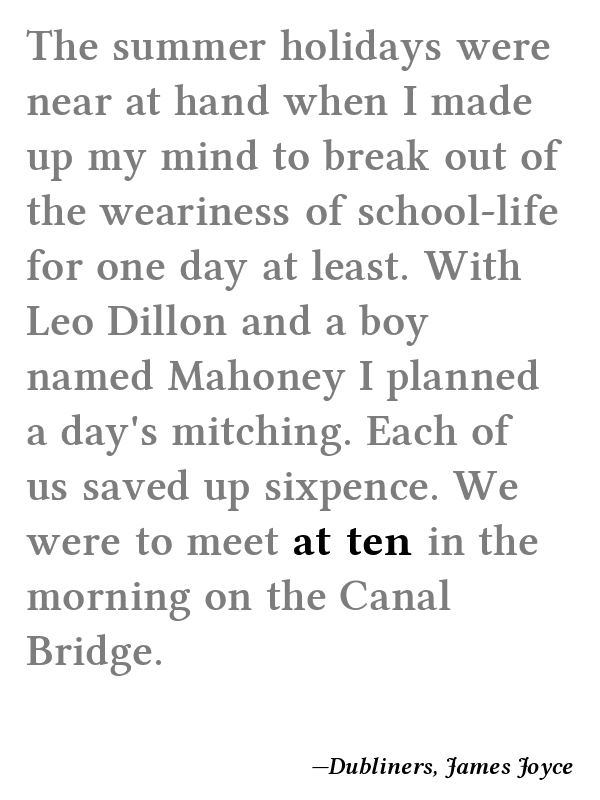 The summer holidays were
near at hand when I made
up my mind to break out of
the weariness of school-life
for one day at least. With
Leo Dillon and a boy
named Mahoney I planned
a day's mitching. Each of
us saved up sixpence. We
were to meet at ten in the
morning on the Canal
Bridge.
—Dubliners, James Joyce